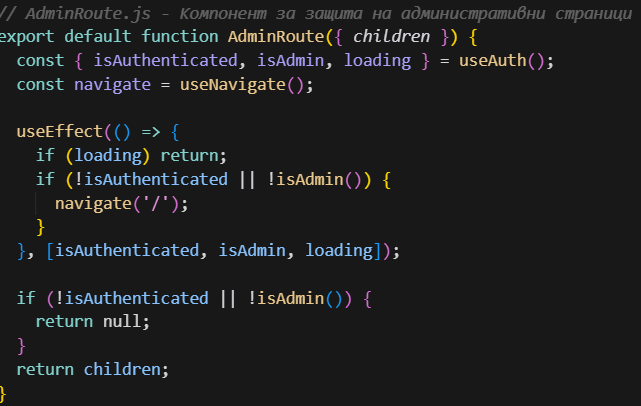 // AdminRoute.js - Компонент за защита на административни страници
export default function AdminRoute({ children }) {
  const { isAuthenticated, isAdmin, loading } = useAuth();
  const navigate = useNavigate();

  useEffect(() => {
    if (loading) return;
    if (!isAuthenticated || !isAdmin()) {
      navigate('/');
    }
  }, [isAuthenticated, isAdmin, loading]);

  if (!isAuthenticated || !isAdmin()) {
    return null;
  }
  return children;
}